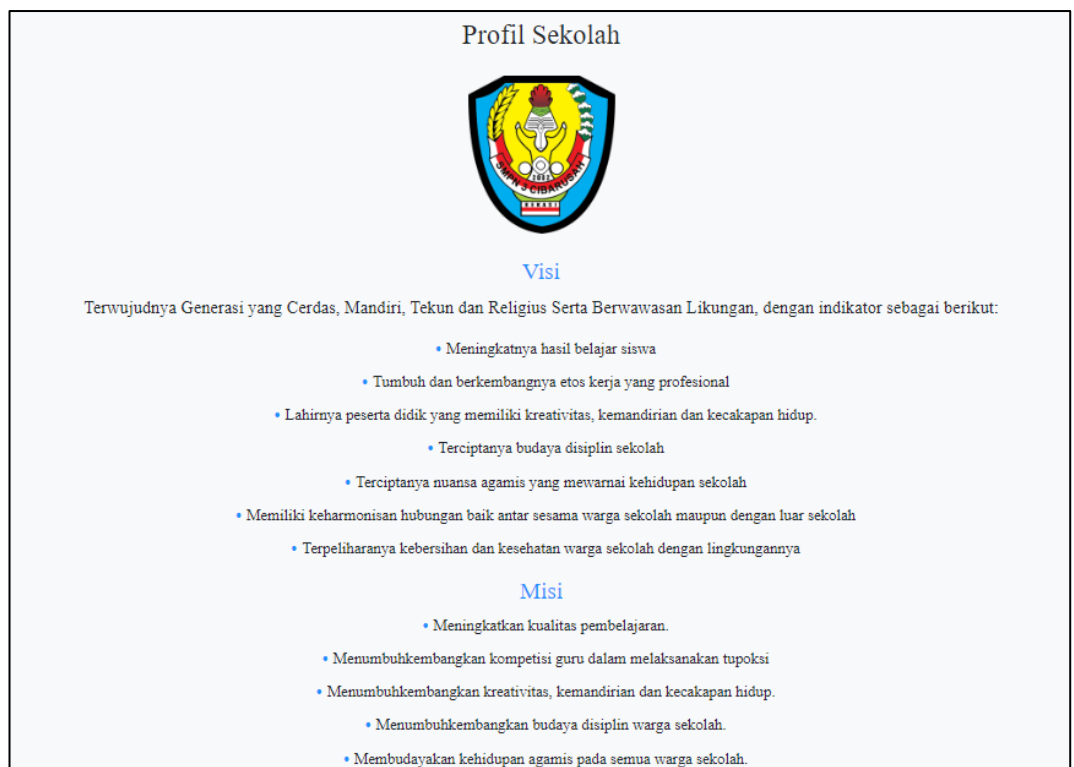 Profil Sekolah
SMPN 3 CIBARUSAH
2002
BEKASI
Visi
Terwujudnya Generasi yang Cerdas, Mandiri, Tekun dan Religius Serta Berwawasan Likungan, dengan indikator sebagai berikut:
• Meningkatnya hasil belajar siswa
• Tumbuh dan berkembangnya etos kerja yang profesional
• Lahirnya peserta didik yang memiliki kreativitas, kemandirian dan kecakapan hidup.
• Terciptanya budaya disiplin sekolah
• Terciptanya nuansa agamis yang mewarnai kehidupan sekolah
• Memiliki keharmonisan hubungan baik antar sesama warga sekolah maupun dengan luar sekolah
• Terpeliharanya kebersihan dan kesehatan warga sekolah dengan lingkungannya
Misi
• Meningkatkan kualitas pembelajaran.
• Menumbuhkembangkan kompetisi guru dalam melaksanakan tupoksi
• Menumbuhkembangkan kreativitas, kemandirian dan kecakapan hidup.
• Menumbuhkembangkan budaya disiplin warga sekolah.
• Membudayakan kehidupan agamis pada semua warga sekolah.